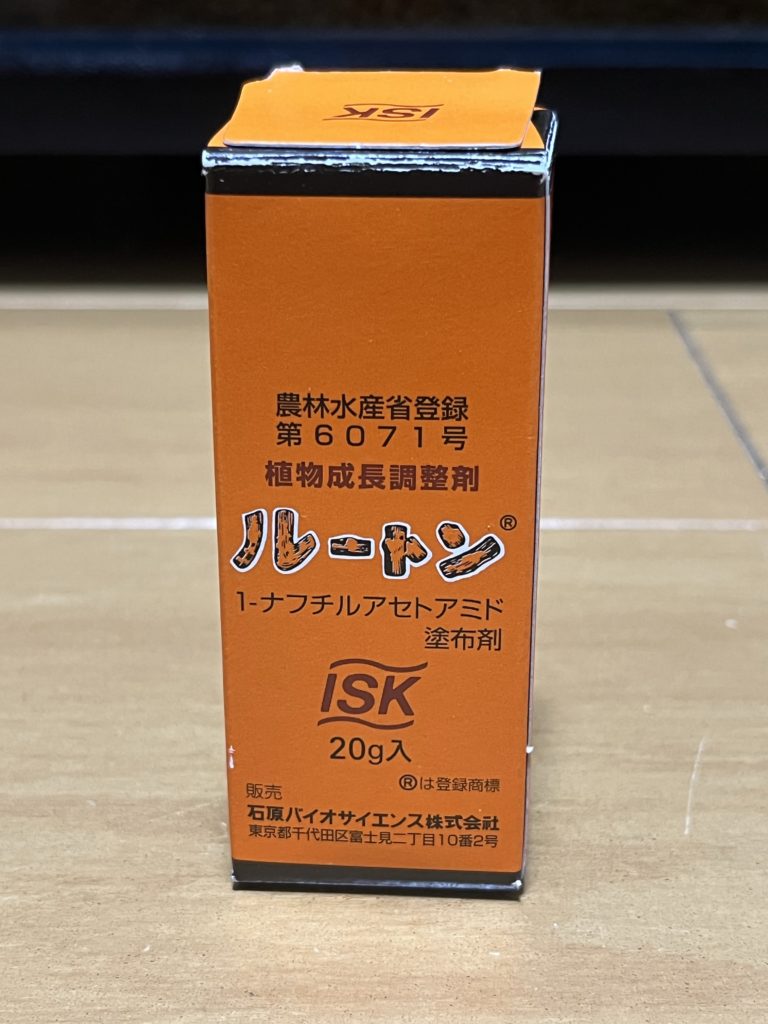 ISK
農林水産省登録
第6071号
植物成長調整剤
ルートン®
1-ナフチルアセトアミド
塗布剤
ISK
20g入
®は登録商標
販売
石原バイオサイエンス株式会社
東京都千代田区富士見二丁目10番2号